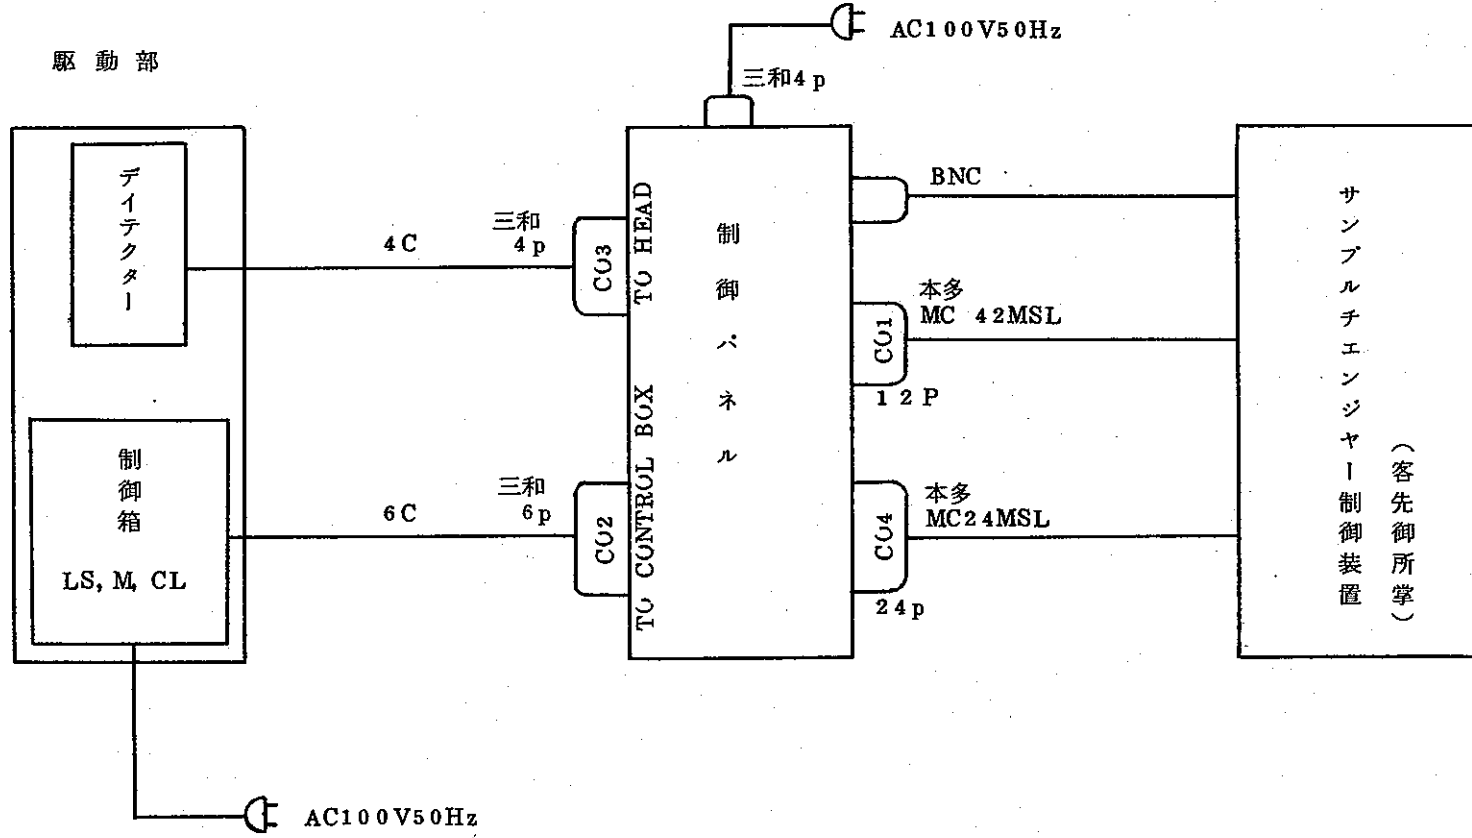 AC100V50Hz
駆動部
三和4p
デイテクター
4C
三和
4p
CO3
TO HEAD
制御パネル
BNC
本多
MC 42MSL
CO1
12P
サンプルチエンジャー制御装置
(客先御所掌)
制御箱
LS, M, CL
6C
三和
6p
CO2
TO CONTROL BOX
本多
MC24MSL
CO4
24p
AC100V50Hz